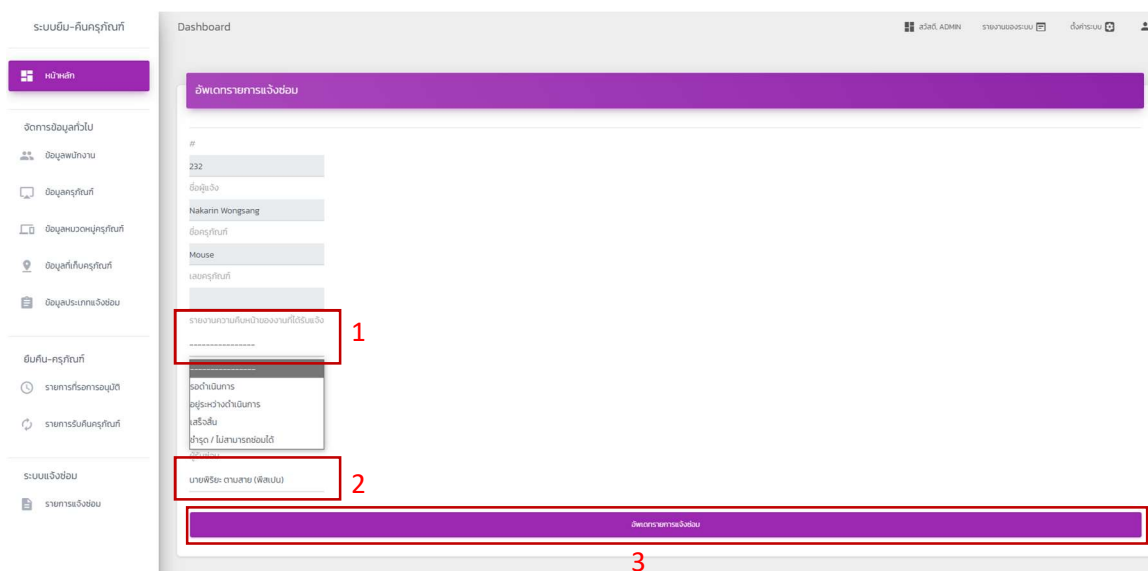 ระบบยืม-คืนครุภัณฑ์
Dashboard
สวัสดี, ADMIN
รายงานของระบบ
ตั้งค่าระบบ
หน้าหลัก
จัดการข้อมูลทั่วไป
ข้อมูลพนักงาน
ข้อมูลครุภัณฑ์
ข้อมูลหมวดหมู่ครุภัณฑ์
ข้อมูลที่เก็บครุภัณฑ์
ข้อมูลประเภทแจ้งซ่อม
ยืมคืน-ครุภัณฑ์
รายการที่รอการอนุมัติ
รายการรับคืนครุภัณฑ์
ระบบแจ้งซ่อม
รายการแจ้งซ่อม
อัพเดทรายการแจ้งซ่อม
#
232
ชื่อผู้แจ้ง
Nakarin Wongsang
ชื่อครุภัณฑ์
Mouse
เลขครุภัณฑ์
รายงานความคืบหน้าของงานที่ได้รับแจ้ง
1
----------------
----------------
รอดำเนินการ
อยู่ระหว่างดำเนินการ
เสร็จสิ้น
ชำรุด / ไม่สามารถซ่อมได้
ผู้รับซ่อม
นายพิริยะ ตามสาย (พิสเปน)
2
อัพเดทรายการแจ้งซ่อม
3